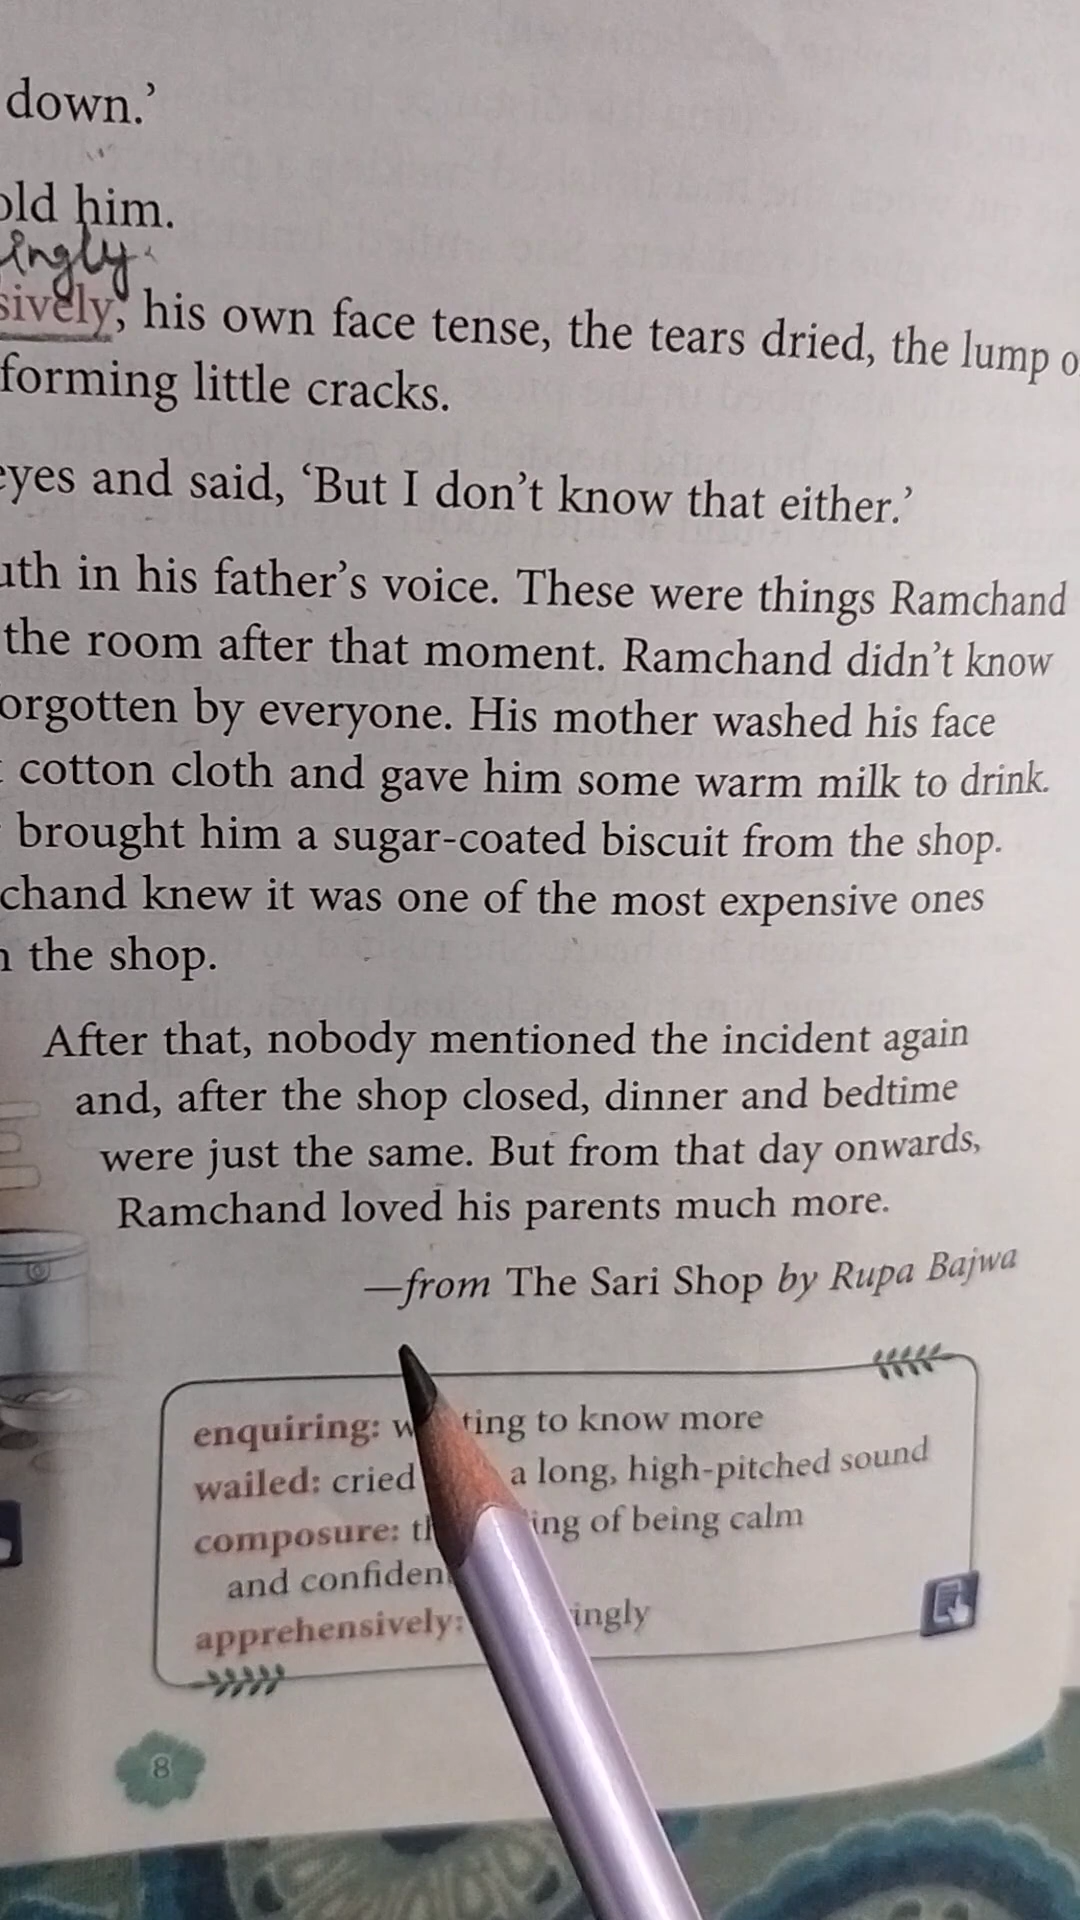 down.’
old him.
ingly
sively, his own face tense, the tears dried, the lump o
forming little cracks.
eyes and said, ‘But I don’t know that either.’
uth in his father’s voice. These were things Ramchand
the room after that moment. Ramchand didn’t know
orgotten by everyone. His mother washed his face
cotton cloth and gave him some warm milk to drink.
brought him a sugar-coated biscuit from the shop.
chand knew it was one of the most expensive ones
the shop.
After that, nobody mentioned the incident again
and, after the shop closed, dinner and bedtime
were just the same. But from that day onwards,
Ramchand loved his parents much more.
—from The Sari Shop by Rupa Bajwa
enquiring: w ting to know more
wailed: cried a long, high-pitched sound
composure: th ing of being calm
and confiden
apprehensively: ingly
8